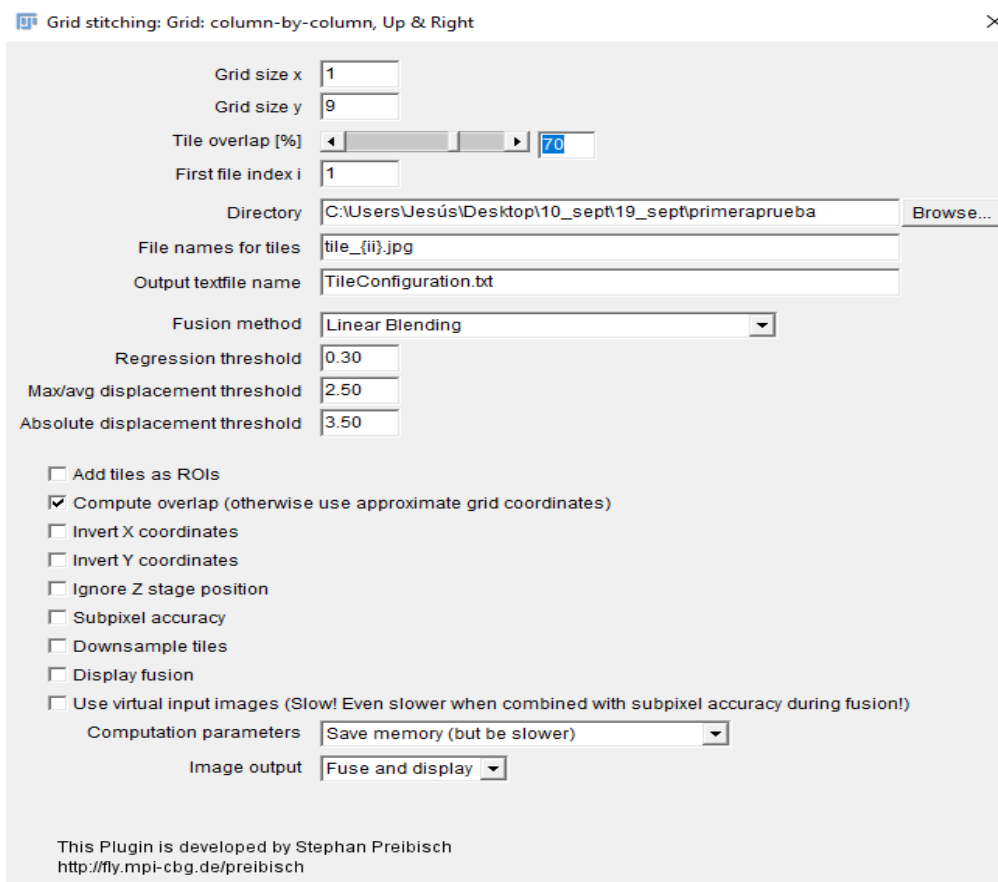 Grid stitching: Grid: column-by-column, Up & Right
Grid size x 1
Grid size y 9
Tile overlap [%] 70
First file index i 1
Directory C:\Users\Jesús\Desktop\10_sept\19_sept\primeraprueba Browse...
File names for tiles tile_{ii}.jpg
Output textfile name TileConfiguration.txt
Fusion method Linear Blending
Regression threshold 0.30
Max/avg displacement threshold 2.50
Absolute displacement threshold 3.50
Add tiles as ROIs
Compute overlap (otherwise use approximate grid coordinates)
Invert X coordinates
Invert Y coordinates
Ignore Z stage position
Subpixel accuracy
Downsample tiles
Display fusion
Use virtual input images (Slow! Even slower when combined with subpixel accuracy during fusion!)
Computation parameters Save memory (but be slower)
Image output Fuse and display
This Plugin is developed by Stephan Preibisch
http://fly.mpi-cbg.de/preibisch